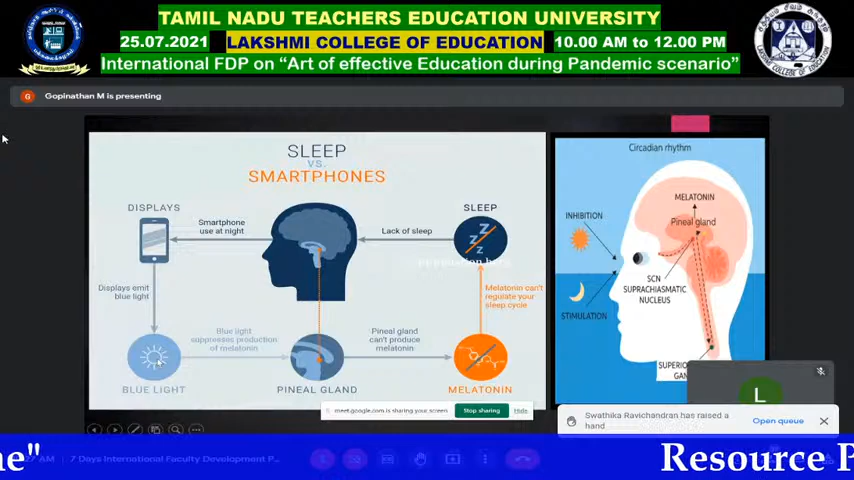 TAMIL NADU TEACHERS EDUCATION UNIVERSITY
25.07.2021 LAKSHMI COLLEGE OF EDUCATION 10.00 AM to 12.00 PM
International FDP on “Art of effective Education during Pandemic scenario”
G Gopinathan M is presenting
SLEEP
VS.
SMARTPHONES
DISPLAYS
SLEEP
Smartphone
use at night
Lack of sleep
Z
Z
Z
Displays emit
blue light
Melatonin can't
regulate your
sleep cycle
Blue light
suppresses production
of melatonin
Pineal gland
can't produce
melatonin
BLUE LIGHT
PINEAL GLAND
MELATONIN
Circadian rhythm
MELATONIN
Pineal gland
INHIBITION
SCN
SUPRACHIASMATIC
NUCLEUS
STIMULATION
L
meet.google.com is sharing your screen Stop sharing Hide
Swathika Ravichandran has raised a
hand
Open queue
ne"
Resource P
AM 7 Days International Faculty Development P...